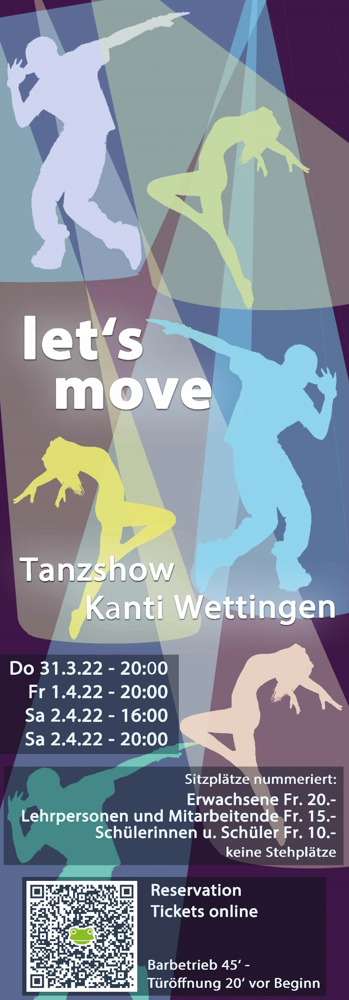 let‘s
move
Tanzshow
Kanti Wettingen
Do 31.3.22 - 20:00
Fr 1.4.22 - 20:00
Sa 2.4.22 - 16:00
Sa 2.4.22 - 20:00
Sitzplätze nummeriert:
Erwachsene Fr. 20.-
Lehrpersonen und Mitarbeitende Fr. 15.-
Schülerinnen u. Schüler Fr. 10.-
keine Stehplätze
Reservation
Tickets online
Barbetrieb 45‘ -
Türöffnung 20‘ vor Beginn